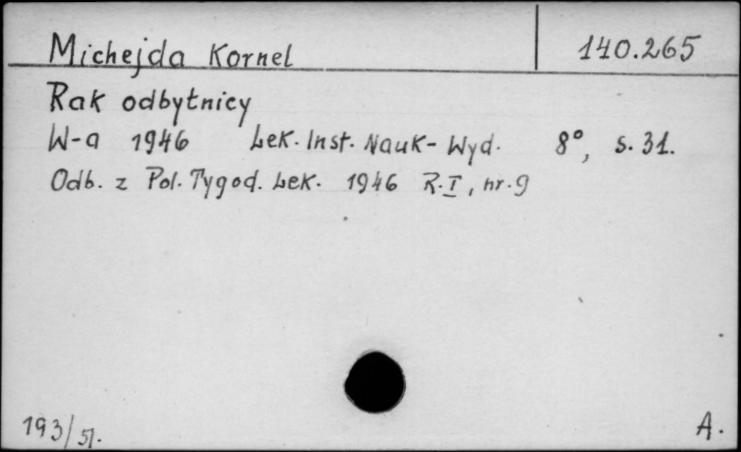 Michejda Kornel 140.265
Rak odbytnicy
W-a 1946 Lek. Inst. Nauk- Wyd. 8°, s. 31.
Odb. z Pol. Tygod. Lek. 1946 R. I, nr. 9
193/51. A.